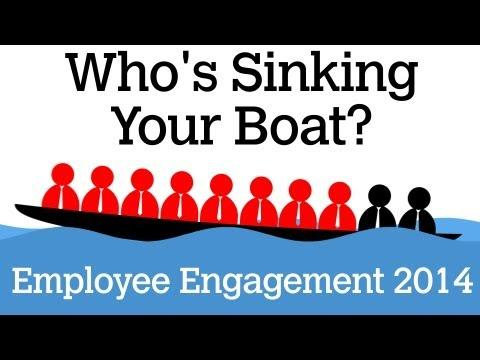 Who's Sinking
Your Boat?
Employee Engagement 2014